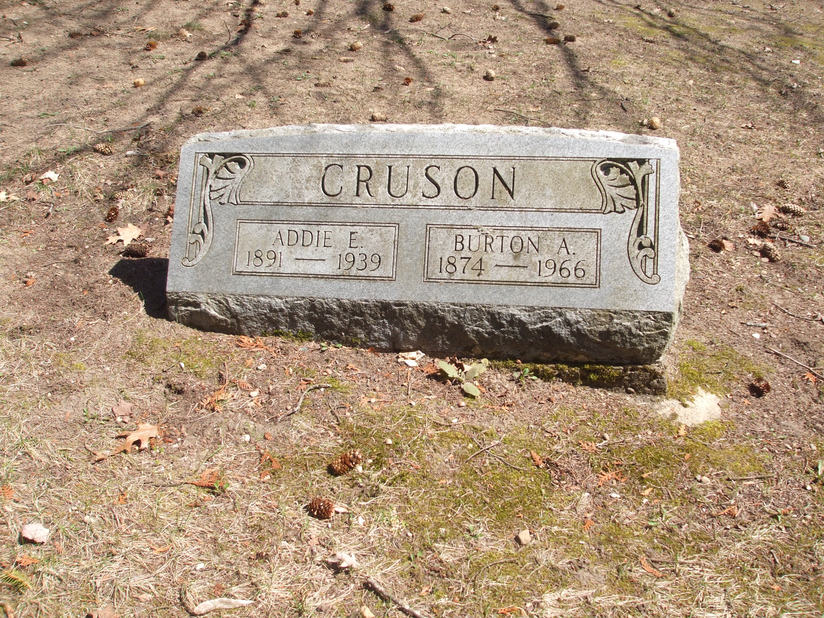 CRUSON
ADDIE E.
1891 — 1939
BURTON A.
1874 — 1966